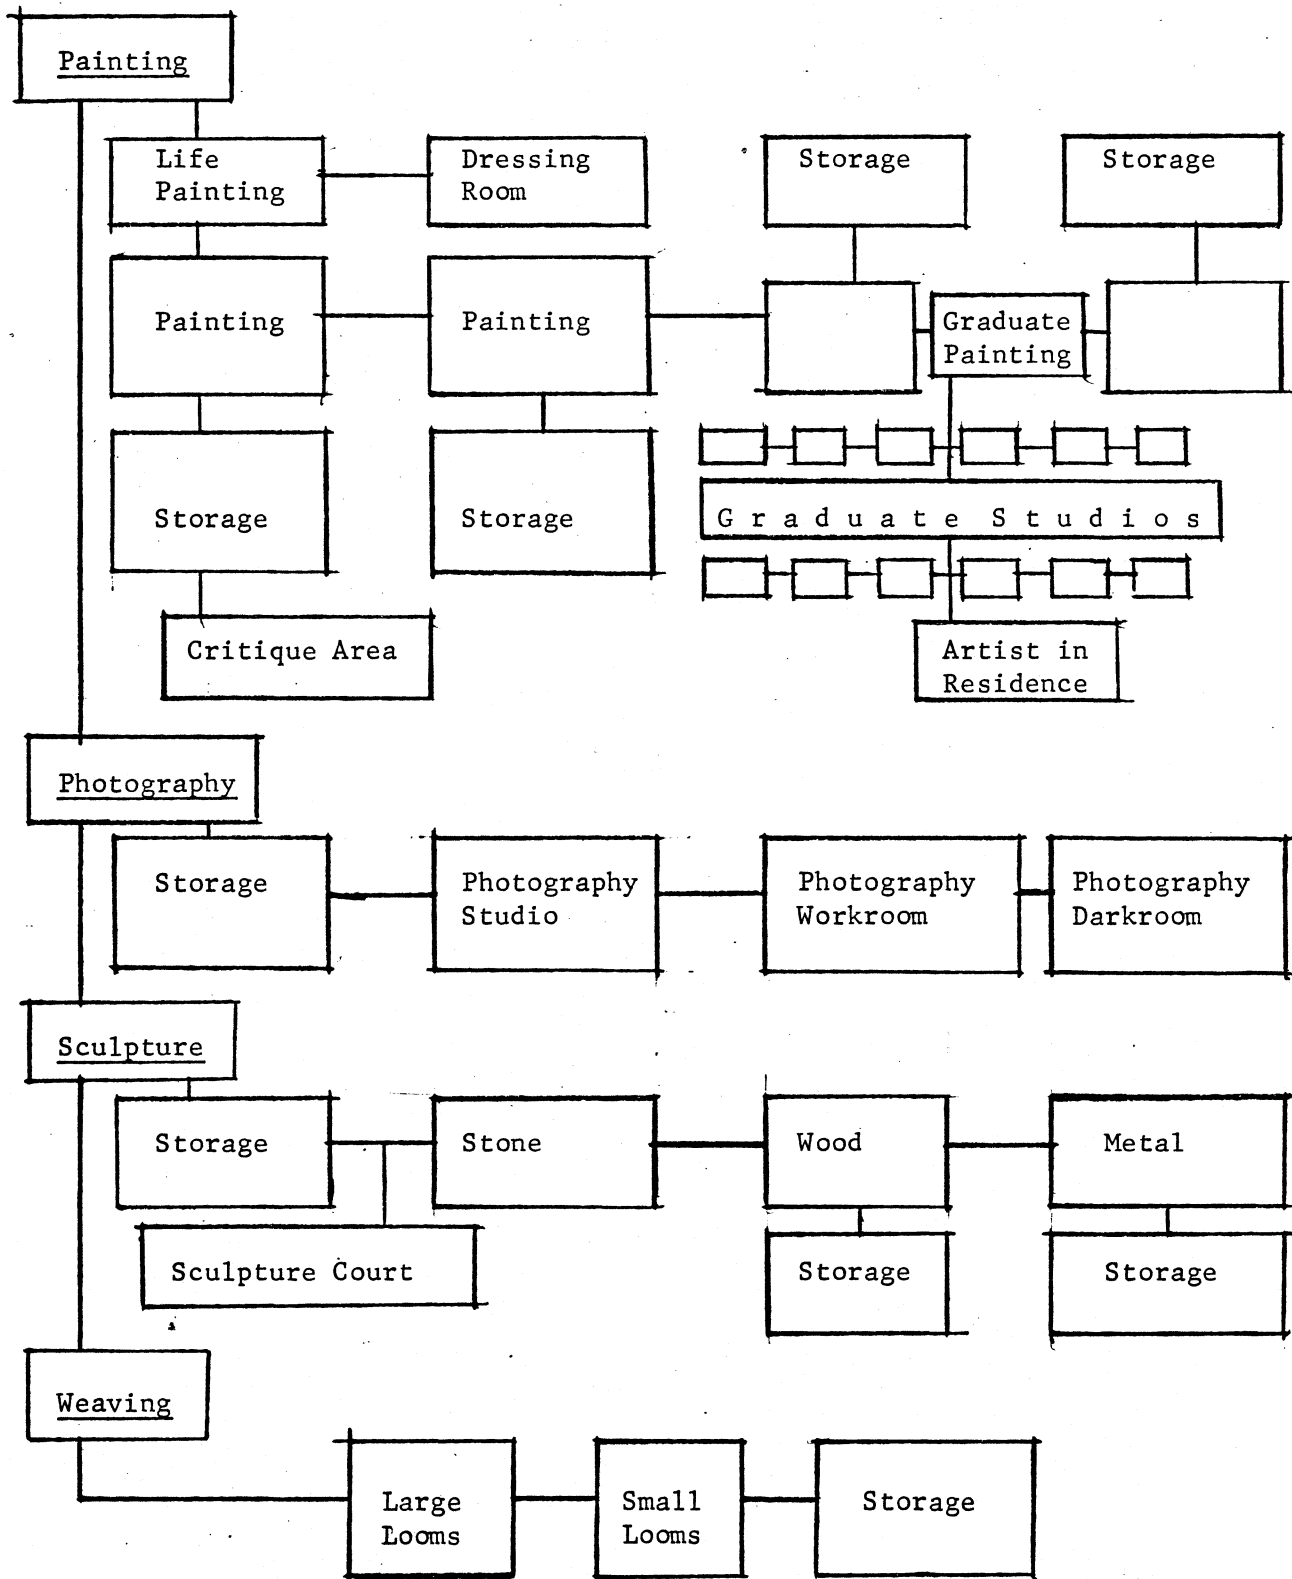 Painting
Life
Painting
Dressing
Room
Storage
Storage
Painting
Painting
Graduate
Painting
Storage
Storage
Graduate Studios
Critique Area
Artist in
Residence
Photography
Storage
Photography
Studio
Photography
Workroom
Photography
Darkroom
Sculpture
Storage
Stone
Wood
Metal
Sculpture Court
Storage
Storage
Weaving
Large
Looms
Small
Looms
Storage